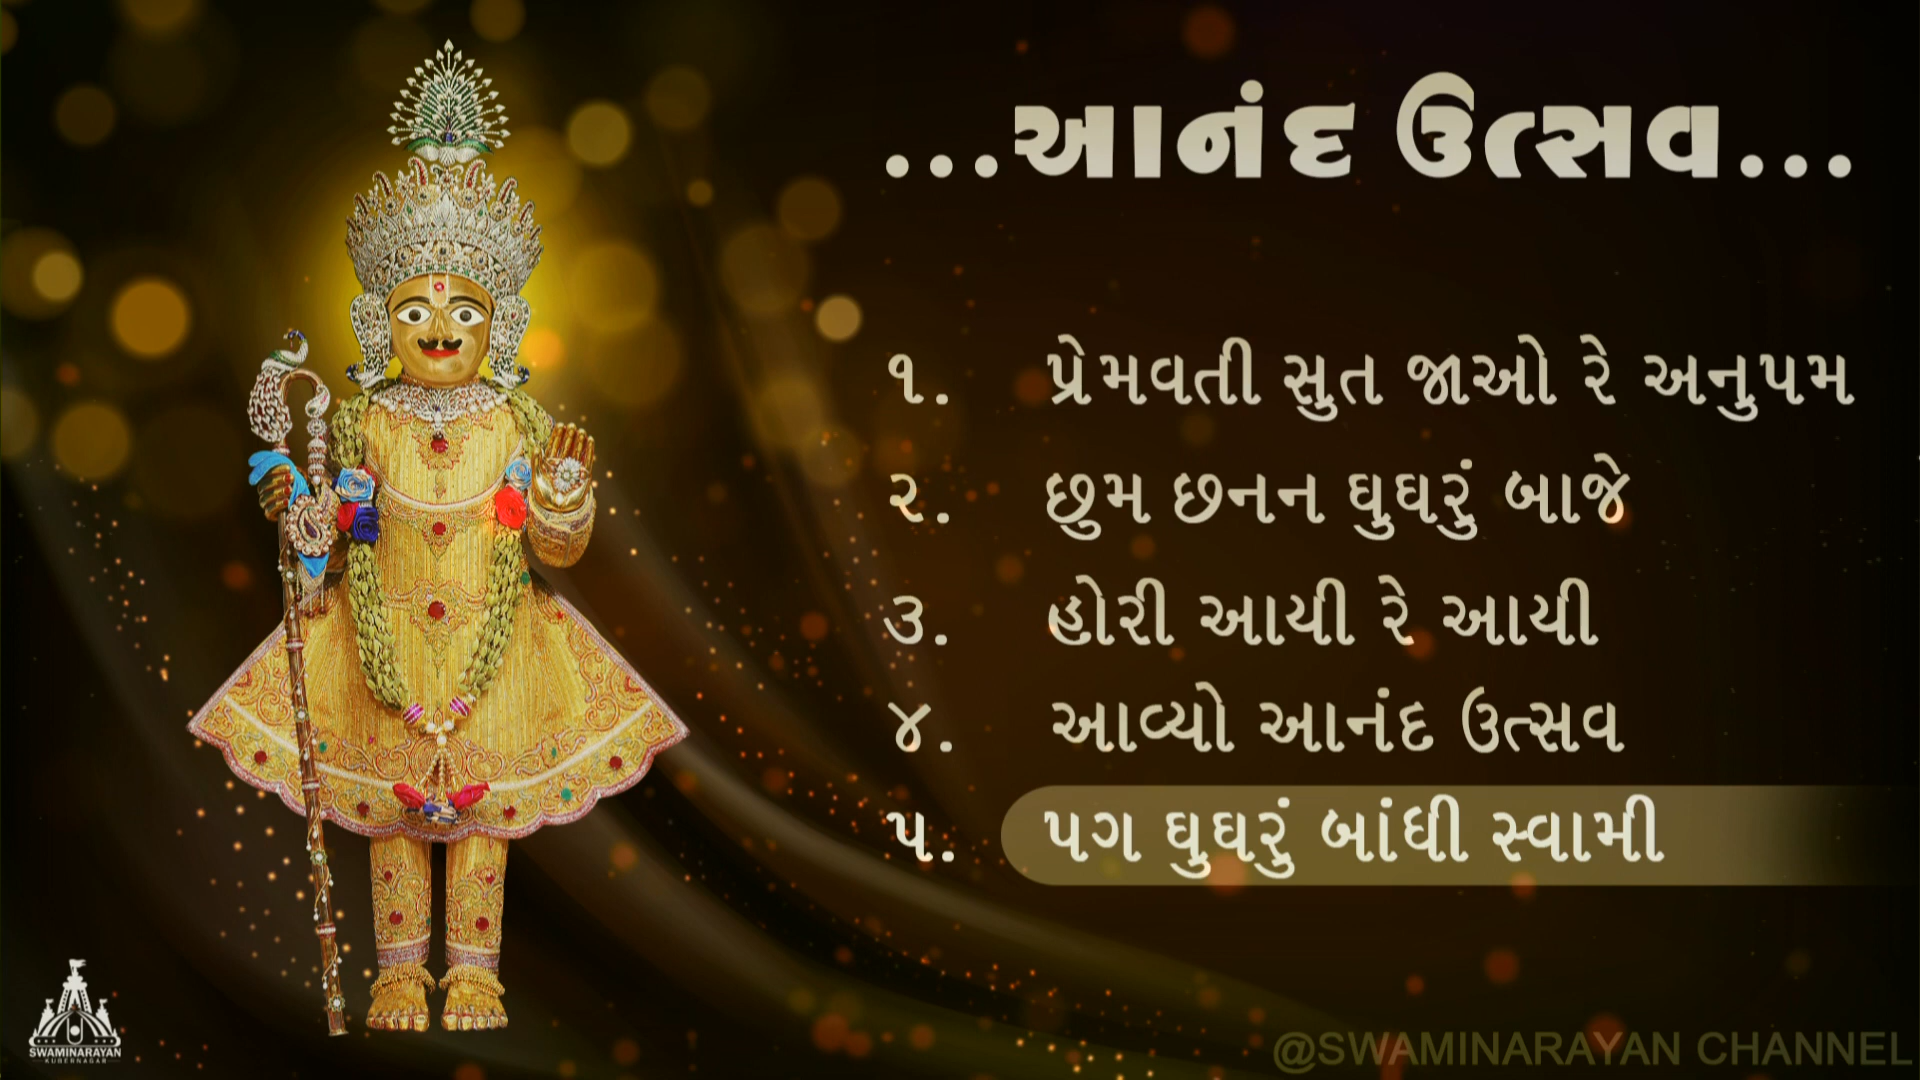 ...આનંદ ઉત્સવ...
૧. પ્રેમવતી સુત જાઓ રે અનુપમ
૨. છુમ છનન ઘુઘરું બાજે
૩. હોરી આયી રે આયી
૪. આવ્યો આનંદ ઉત્સવ
૫. પગ ઘુઘરું બાંધી સ્વામી
SWAMINARAYAN
KUBERNAGAR
@SWAMINARAYAN CHANNEL